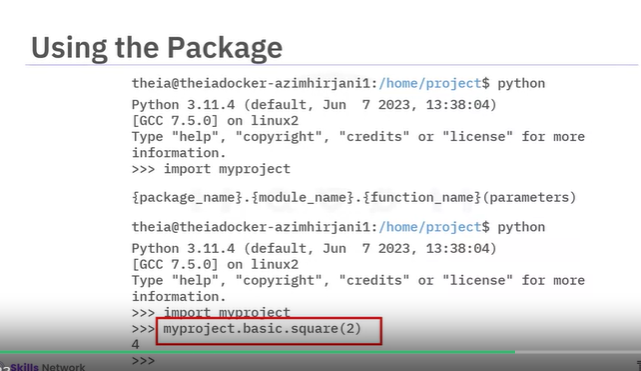 Using the Package
theia@theiadocker-azimhirjani1:/home/project$ python
Python 3.11.4 (default, Jun  7 2023, 13:38:04)
[GCC 7.5.0] on linux2
Type "help", "copyright", "credits" or "license" for more
information.
>>> import myproject
{package_name}.{module_name}.{function_name}(parameters)
theia@theiadocker-azimhirjani1:/home/project$ python
Python 3.11.4 (default, Jun  7 2023, 13:38:04)
[GCC 7.5.0] on linux2
Type "help", "copyright", "credits" or "license" for more
information.
>>> import myproject
>>> myproject.basic.square(2)
4
>>>
Skills Network